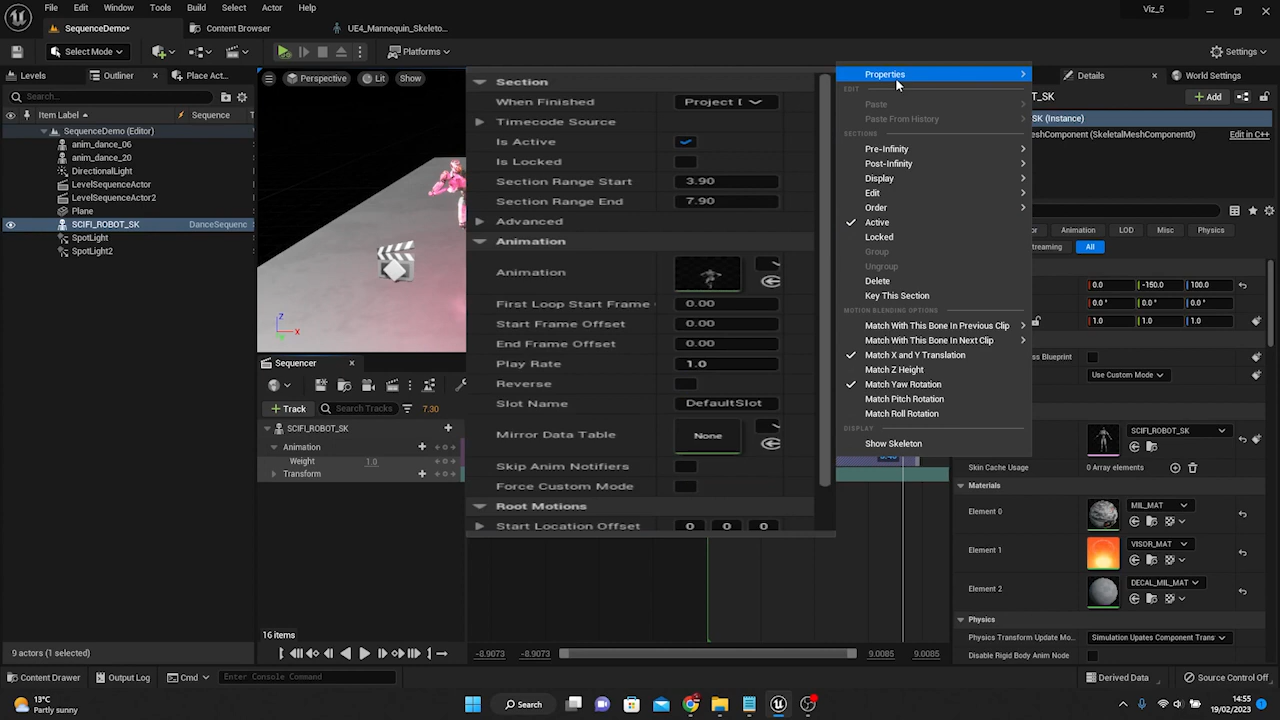 File Edit Window Tools Build Select Actor Help
Viz_5
SequenceDemo*
Content Browser
UE4_Mannequin_Skeleto...
Select Mode
Platforms
Settings
Levels
Outliner
Place Act...
Perspective
Lit
Show
Details
World Settings
Search...
Item Label
Sequence
SequenceDemo (Editor)
anim_dance_06
anim_dance_20
DirectionalLight
LevelSequenceActor
LevelSequenceActor2
Plane
SCIFI_ROBOT_SK
DanceSequenc
SpotLight
SpotLight2
9 actors (1 selected)
Z
X
Sequencer
Track
Search Tracks
7.30
SCIFI_ROBOT_SK
Animation
Weight
1.0
Transform
16 items
-8.9073
-8.9073
9.0085
9.0085
Section
When Finished
Project [
Timecode Source
Is Active
Is Locked
Section Range Start
3.90
Section Range End
7.90
Advanced
Animation
Animation
First Loop Start Frame
0.00
Start Frame Offset
0.00
End Frame Offset
0.00
Play Rate
1.0
Reverse
Slot Name
DefaultSlot
Mirror Data Table
None
Skip Anim Notifiers
Force Custom Mode
Root Motions
Start Location Offset
0 0 0
Properties
EDIT
Paste
Paste From History
SECTIONS
Pre-Infinity
Post-Infinity
Display
Edit
Order
Active
Locked
Group
Ungroup
Delete
Key This Section
MOTION BLENDING OPTIONS
Match With This Bone In Previous Clip
Match With This Bone In Next Clip
Match X and Y Translation
Match Z Height
Match Yaw Rotation
Match Pitch Rotation
Match Roll Rotation
DISPLAY
Show Skeleton
_SK
Add
SK (Instance)
MeshComponent (SkeletalMeshComponent0)
Edit in C++
Animation
LOD
Misc
Physics
treaming
All
0.0
-150.0
100.0
0.0 °
0.0 °
0.0 °
1.0
1.0
1.0
ss Blueprint
Use Custom Mode
SCIFI_ROBOT_SK
Skin Cache Usage
0 Array elements
Materials
Element 0
MIL_MAT
Element 1
VISOR_MAT
Element 2
DECAL_MIL_MAT
Physics
Physics Transform Update Mo...
Simulation Upates Component Trans
Disable Rigid Body Anim Node
Content Drawer
Output Log
Cmd
Enter Console Command
Derived Data
Source Control Off
13°C
Partly sunny
Search
14:55
19/02/2023